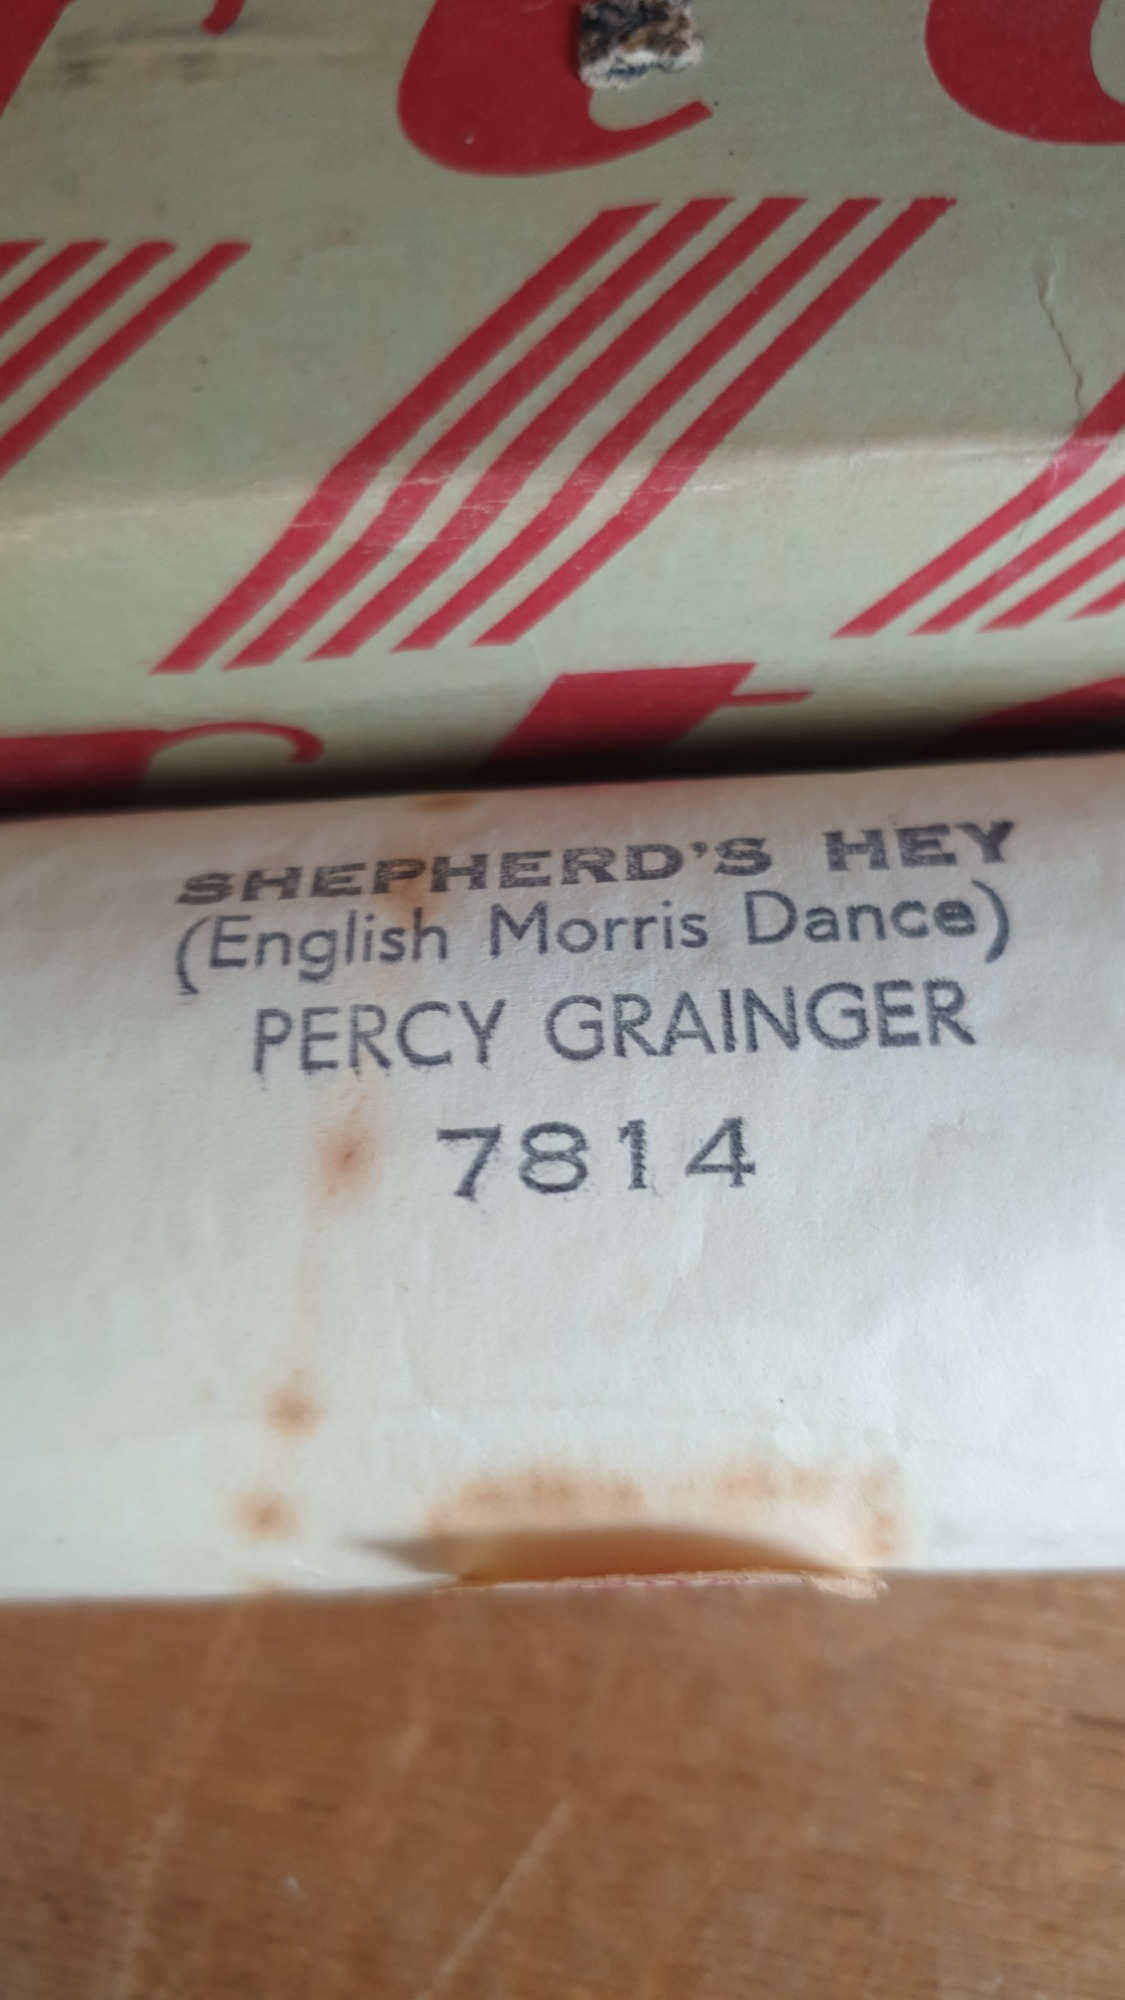 SHEPHERD'S HEY
(English Morris Dance)
PERCY GRAINGER
7814